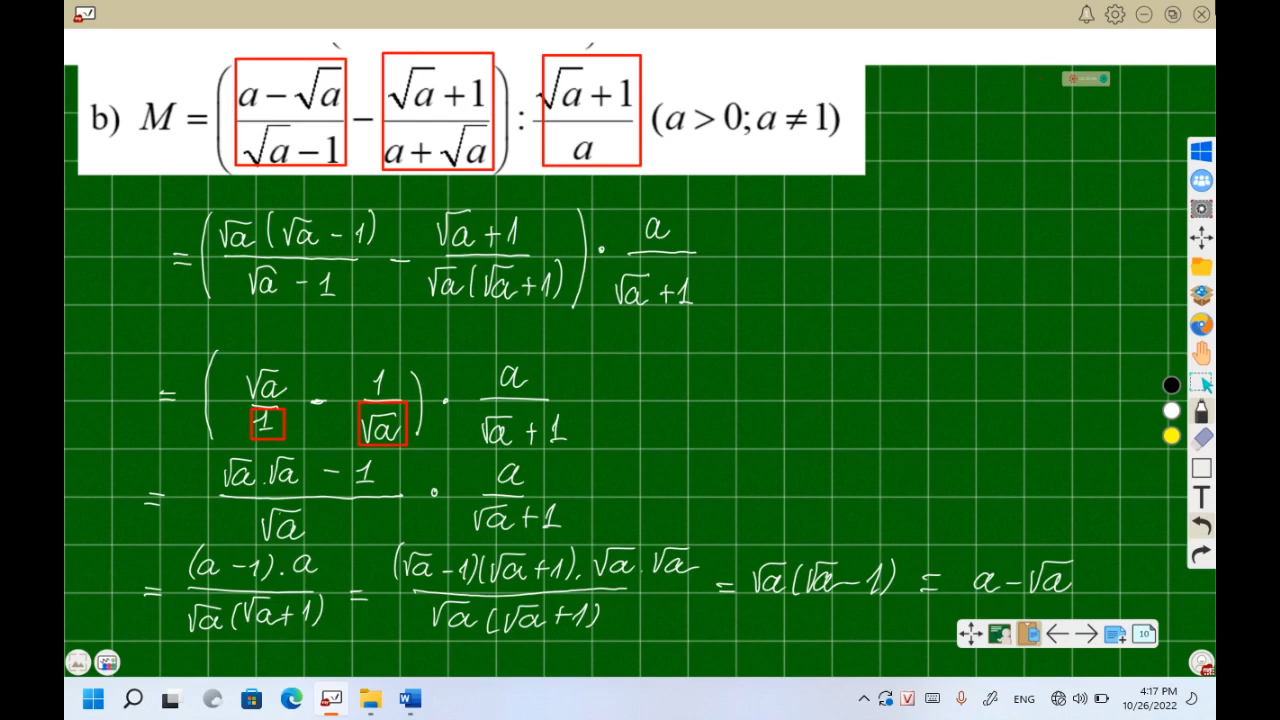 b) M = ( (a − √a)/(√a − 1) − (√a + 1)/(a + √a) ) : (√a + 1)/a (a > 0; a ≠ 1)
= ( √a(√a − 1)/(√a − 1) − (√a + 1)/(√a(√a + 1)) ) · a/(√a + 1)
= ( √a/1 − 1/√a ) · a/(√a + 1)
= (√a.√a − 1)/√a · a/(√a + 1)
= ((a − 1).a)/(√a(√a + 1)) = ((√a − 1)(√a + 1).√a.√a)/(√a(√a + 1)) = √a(√a − 1) = a − √a
T
10
W
V
ENG
4:17 PM
10/26/2022